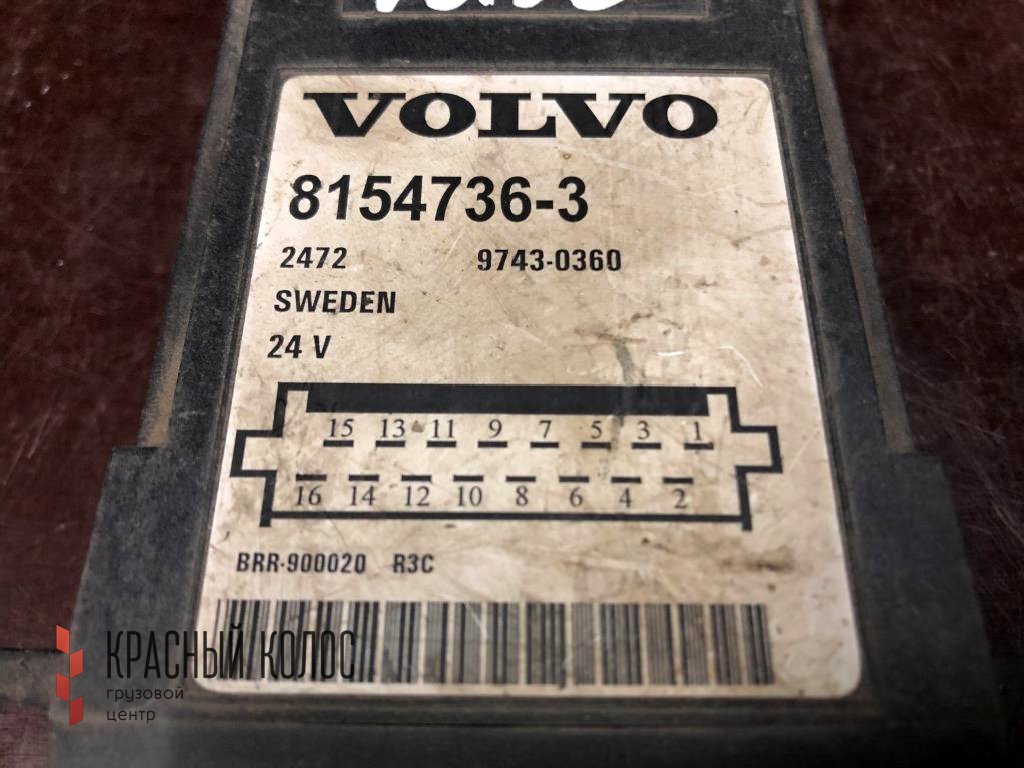 VOLVO
8154736-3
2472 9743-0360
SWEDEN
24 V
15 13 11 9 7 5 3 1
16 14 12 10 8 6 4 2
BRR-900020 R3C
КРАСНЫЙ КОЛОС
грузовой
центр